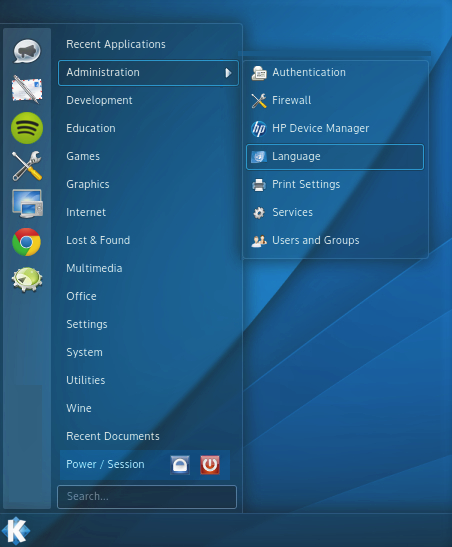 Recent Applications
Administration
Development
Education
Games
Graphics
Internet
Lost & Found
Multimedia
Office
Settings
System
Utilities
Wine
Recent Documents
Power / Session
Search...
Authentication
Firewall
hp HP Device Manager
Language
Print Settings
Services
Users and Groups
K